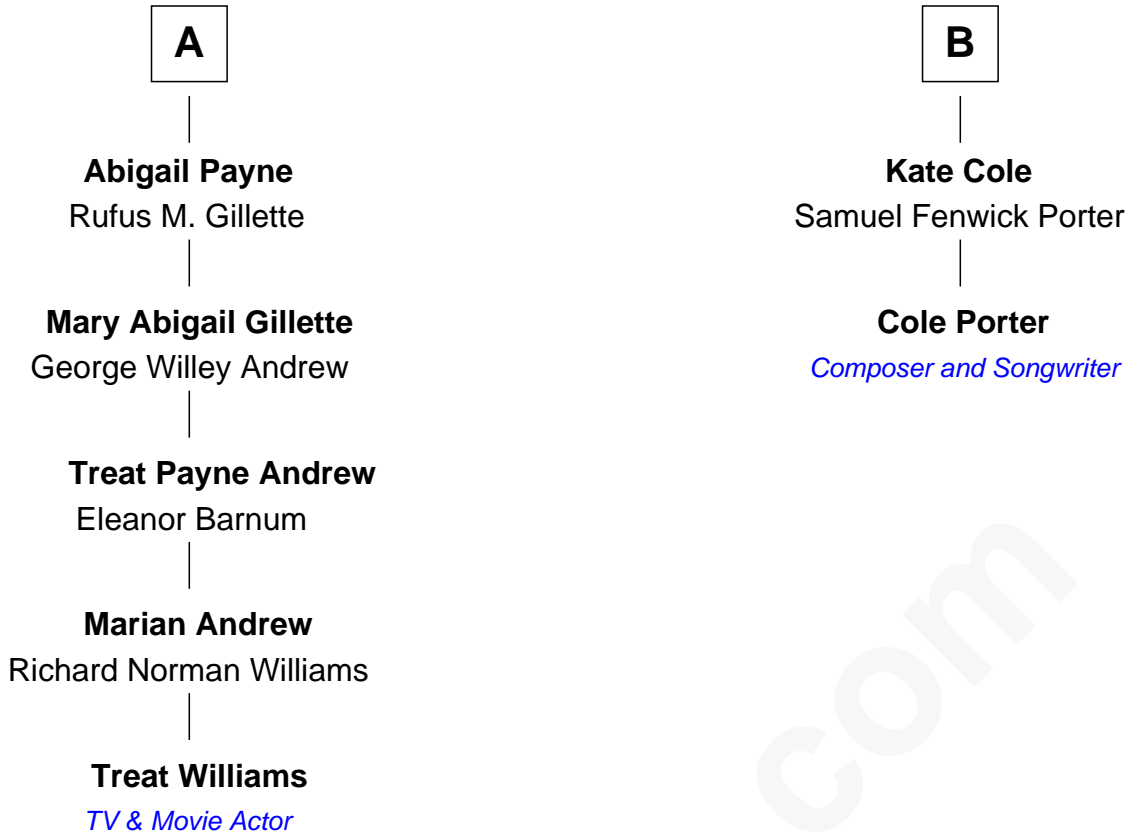 A
Abigail Payne
Rufus M. Gillette
Mary Abigail Gillette
George Willey Andrew
Treat Payne Andrew
Eleanor Barnum
Marian Andrew
Richard Norman Williams
Treat Williams
TV & Movie Actor
B
Kate Cole
Samuel Fenwick Porter
Cole Porter
Composer and Songwriter
com